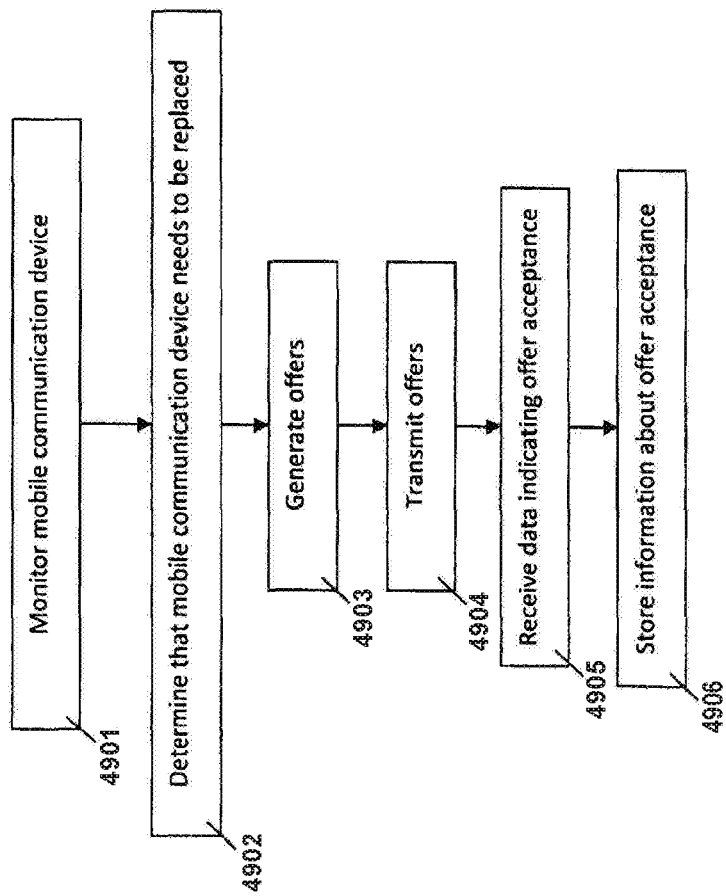 Monitor mobile communication device
4901
Determine that mobile communication device needs to be replaced
4902
Generate offers
4903
Transmit offers
4904
Receive data indicating offer acceptance
4905
Store information about offer acceptance
4906